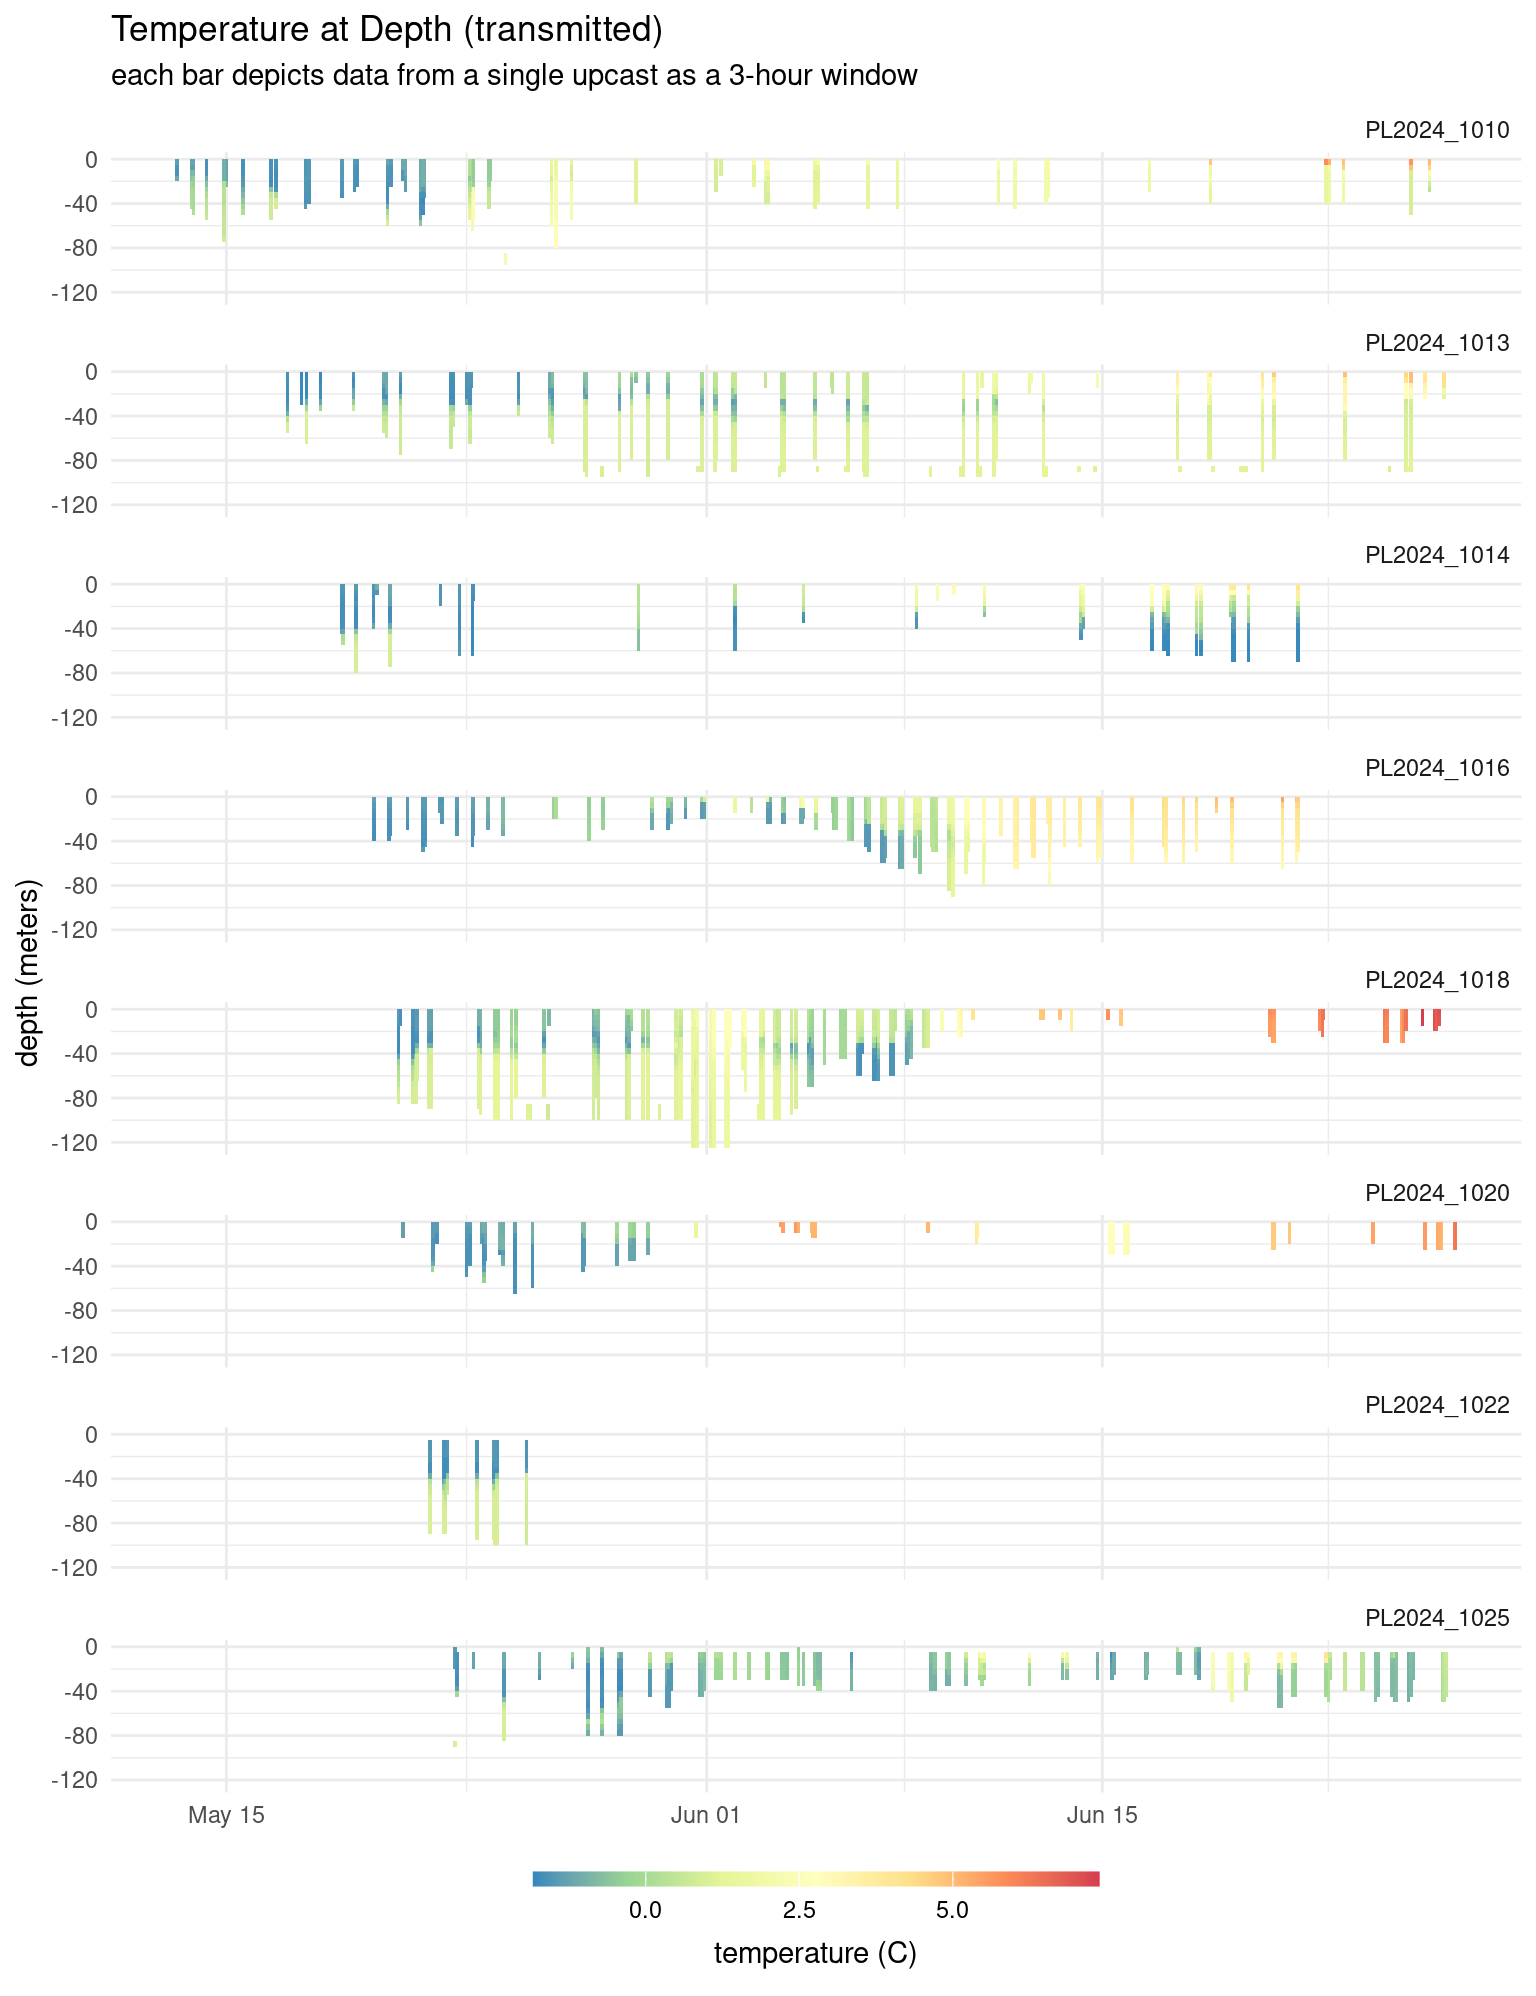 Temperature at Depth (transmitted)
each bar depicts data from a single upcast as a 3-hour window
PL2024_1010
0
-40
-80
-120
PL2024_1013
0
-40
-80
-120
PL2024_1014
0
-40
-80
-120
PL2024_1016
0
-40
-80
-120
depth (meters)
PL2024_1018
0
-40
-80
-120
PL2024_1020
0
-40
-80
-120
PL2024_1022
0
-40
-80
-120
PL2024_1025
0
-40
-80
-120
May 15 Jun 01 Jun 15
0.0 2.5 5.0
temperature (C)